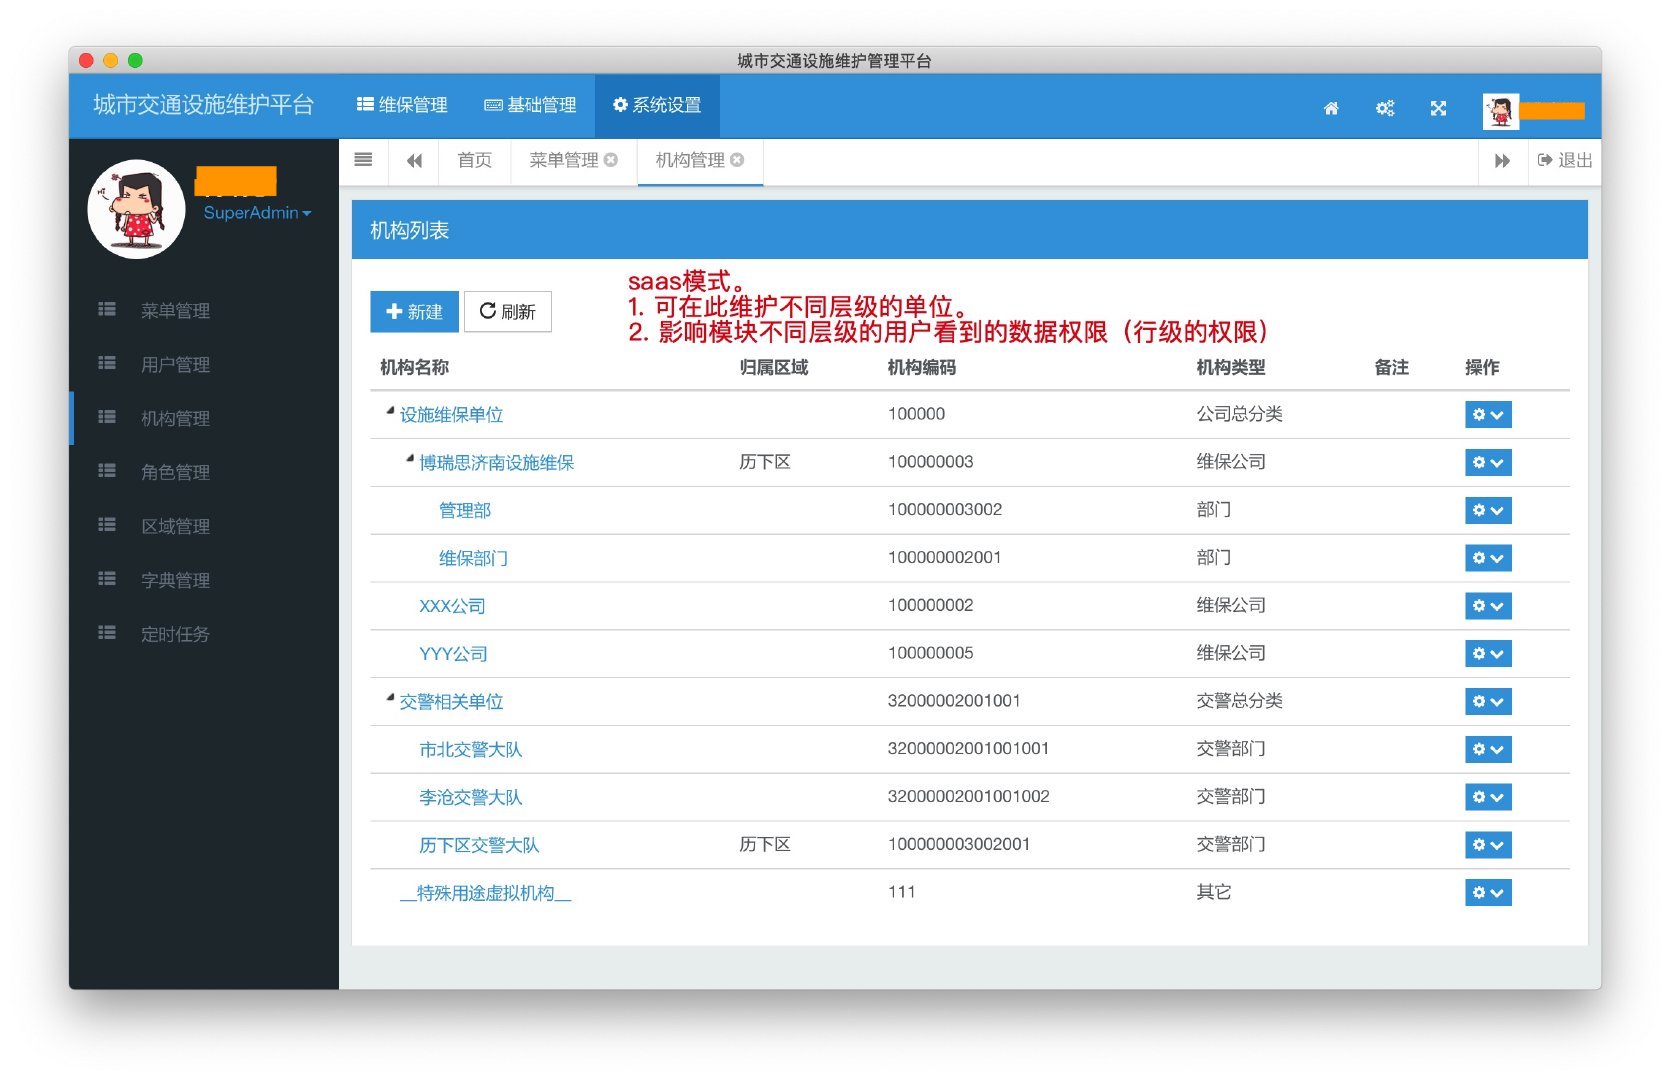 城市交通设施维护管理平台
城市交通设施维护平台
维保管理
基础管理
系统设置
首页
菜单管理
机构管理
退出
SuperAdmin
菜单管理
用户管理
机构管理
角色管理
区域管理
字典管理
定时任务
机构列表
新建
刷新
saas模式。
1. 可在此维护不同层级的单位。
2. 影响模块不同层级的用户看到的数据权限（行级的权限）
机构名称 归属区域 机构编码 机构类型 备注 操作
设施维保单位 100000 公司总分类
博瑞思济南设施维保 历下区 100000003 维保公司
管理部 100000003002 部门
维保部门 100000002001 部门
XXX公司 100000002 维保公司
YYY公司 100000005 维保公司
交警相关单位 32000002001001 交警总分类
市北交警大队 32000002001001001 交警部门
李沧交警大队 32000002001001002 交警部门
历下区交警大队 历下区 100000003002001 交警部门
__特殊用途虚拟机构__ 111 其它